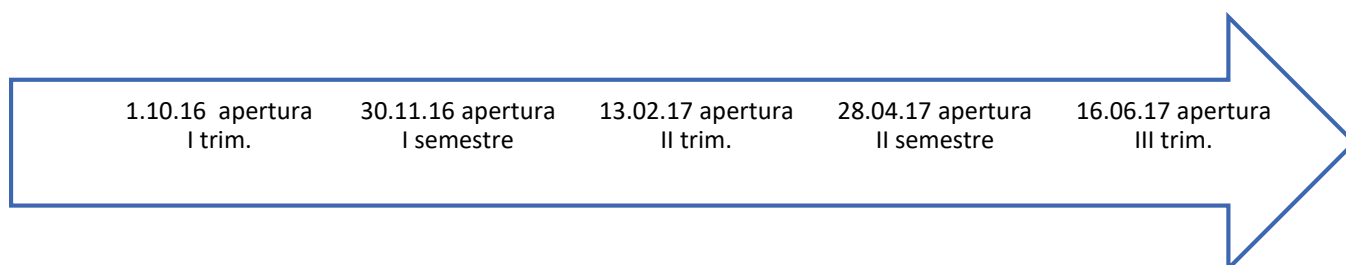 1.10.16 apertura
I trim.
30.11.16 apertura
I semestre
13.02.17 apertura
II trim.
28.04.17 apertura
II semestre
16.06.17 apertura
III trim.